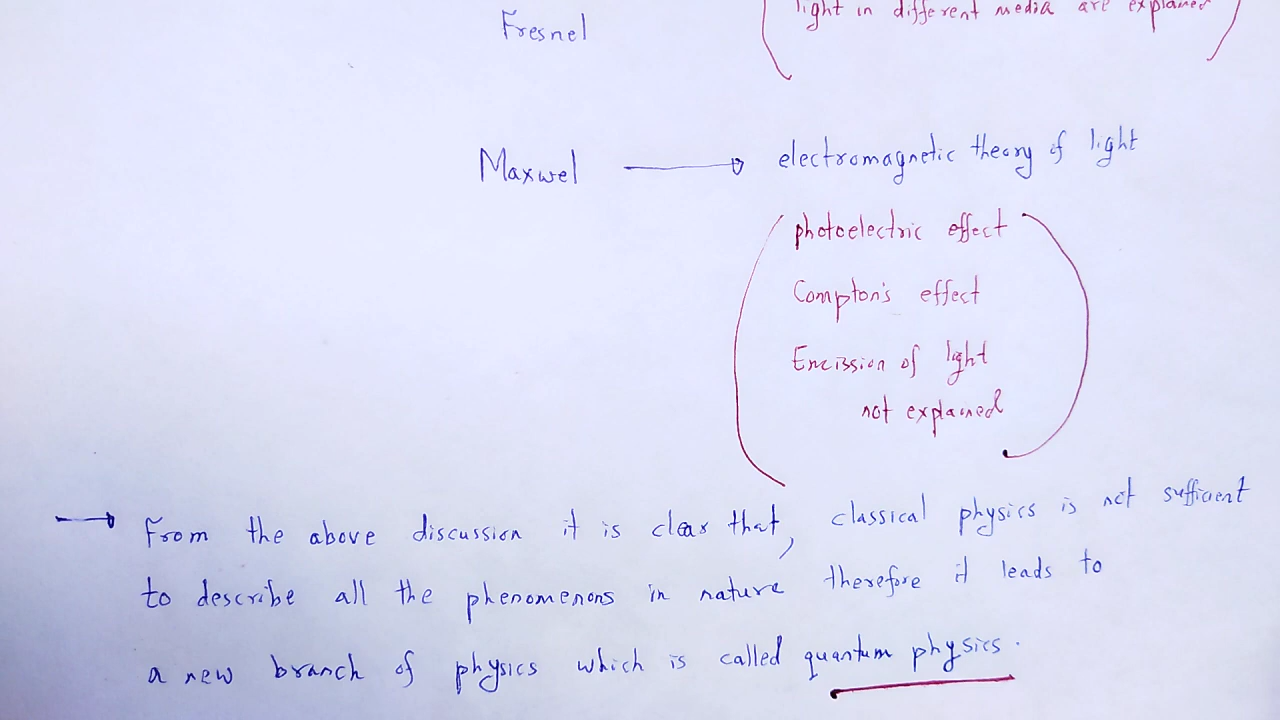 light in different media are explained
Fresnel
Maxwel → electromagnetic theory of light
photoelectric effect
Compton's effect
Emission of light
not explained
→ From the above discussion it is clear that, classical physics is not sufficient
to describe all the phenomenons in nature therefore it leads to
a new branch of physics which is called quantum physics.